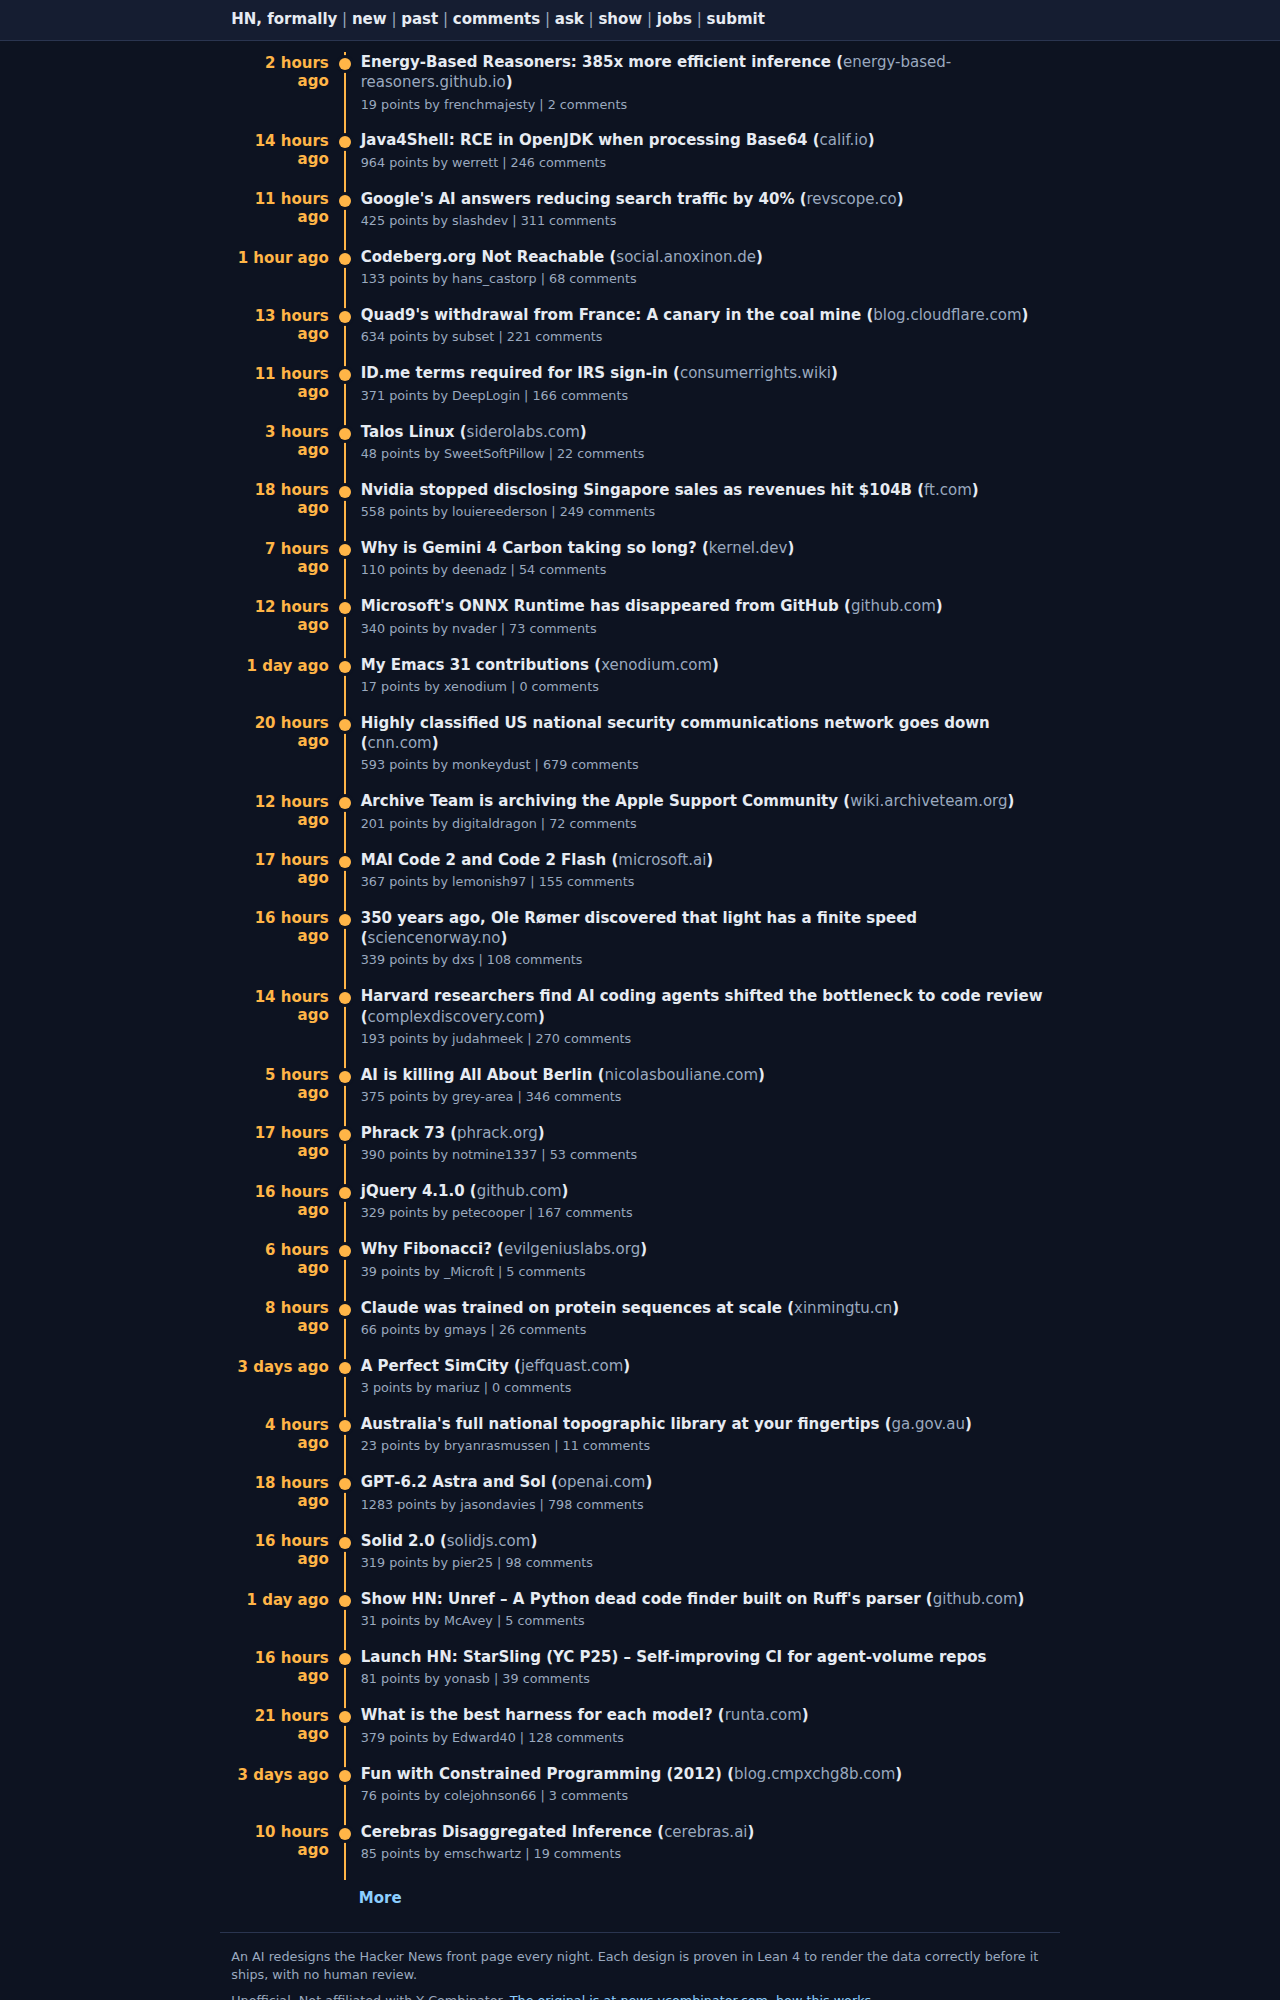 HN, formally | new | past | comments | ask | show | jobs | submit
2 hours ago
Energy-Based Reasoners: 385x more efficient inference (energy-based-
reasoners.github.io)
19 points by frenchmajesty | 2 comments
14 hours ago
Java4Shell: RCE in OpenJDK when processing Base64 (calif.io)
964 points by werrett | 246 comments
11 hours ago
Google's AI answers reducing search traffic by 40% (revscope.co)
425 points by slashdev | 311 comments
1 hour ago
Codeberg.org Not Reachable (social.anoxinon.de)
133 points by hans_castorp | 68 comments
13 hours ago
Quad9's withdrawal from France: A canary in the coal mine (blog.cloudflare.com)
634 points by subset | 221 comments
11 hours ago
ID.me terms required for IRS sign-in (consumerrights.wiki)
371 points by DeepLogin | 166 comments
3 hours ago
Talos Linux (siderolabs.com)
48 points by SweetSoftPillow | 22 comments
18 hours ago
Nvidia stopped disclosing Singapore sales as revenues hit $104B (ft.com)
558 points by louiereederson | 249 comments
7 hours ago
Why is Gemini 4 Carbon taking so long? (kernel.dev)
110 points by deenadz | 54 comments
12 hours ago
Microsoft's ONNX Runtime has disappeared from GitHub (github.com)
340 points by nvader | 73 comments
1 day ago
My Emacs 31 contributions (xenodium.com)
17 points by xenodium | 0 comments
20 hours ago
Highly classified US national security communications network goes down
(cnn.com)
593 points by monkeydust | 679 comments
12 hours ago
Archive Team is archiving the Apple Support Community (wiki.archiveteam.org)
201 points by digitaldragon | 72 comments
17 hours ago
MAI Code 2 and Code 2 Flash (microsoft.ai)
367 points by lemonish97 | 155 comments
16 hours ago
350 years ago, Ole Rømer discovered that light has a finite speed
(sciencenorway.no)
339 points by dxs | 108 comments
14 hours ago
Harvard researchers find AI coding agents shifted the bottleneck to code review
(complexdiscovery.com)
193 points by judahmeek | 270 comments
5 hours ago
AI is killing All About Berlin (nicolasbouliane.com)
375 points by grey-area | 346 comments
17 hours ago
Phrack 73 (phrack.org)
390 points by notmine1337 | 53 comments
16 hours ago
jQuery 4.1.0 (github.com)
329 points by petecooper | 167 comments
6 hours ago
Why Fibonacci? (evilgeniuslabs.org)
39 points by _Microft | 5 comments
8 hours ago
Claude was trained on protein sequences at scale (xinmingtu.cn)
66 points by gmays | 26 comments
3 days ago
A Perfect SimCity (jeffquast.com)
3 points by mariuz | 0 comments
4 hours ago
Australia's full national topographic library at your fingertips (ga.gov.au)
23 points by bryanrasmussen | 11 comments
18 hours ago
GPT-6.2 Astra and Sol (openai.com)
1283 points by jasondavies | 798 comments
16 hours ago
Solid 2.0 (solidjs.com)
319 points by pier25 | 98 comments
1 day ago
Show HN: Unref – A Python dead code finder built on Ruff's parser (github.com)
31 points by McAvey | 5 comments
16 hours ago
Launch HN: StarSling (YC P25) – Self-improving CI for agent-volume repos
81 points by yonasb | 39 comments
21 hours ago
What is the best harness for each model? (runta.com)
379 points by Edward40 | 128 comments
3 days ago
Fun with Constrained Programming (2012) (blog.cmpxchg8b.com)
76 points by colejohnson66 | 3 comments
10 hours ago
Cerebras Disaggregated Inference (cerebras.ai)
85 points by emschwartz | 19 comments
More
An AI redesigns the Hacker News front page every night. Each design is proven in Lean 4 to render the data correctly before it
ships, with no human review.
Unofficial. Not affiliated with Y Combinator. The original is at news.ycombinator.com. how this works